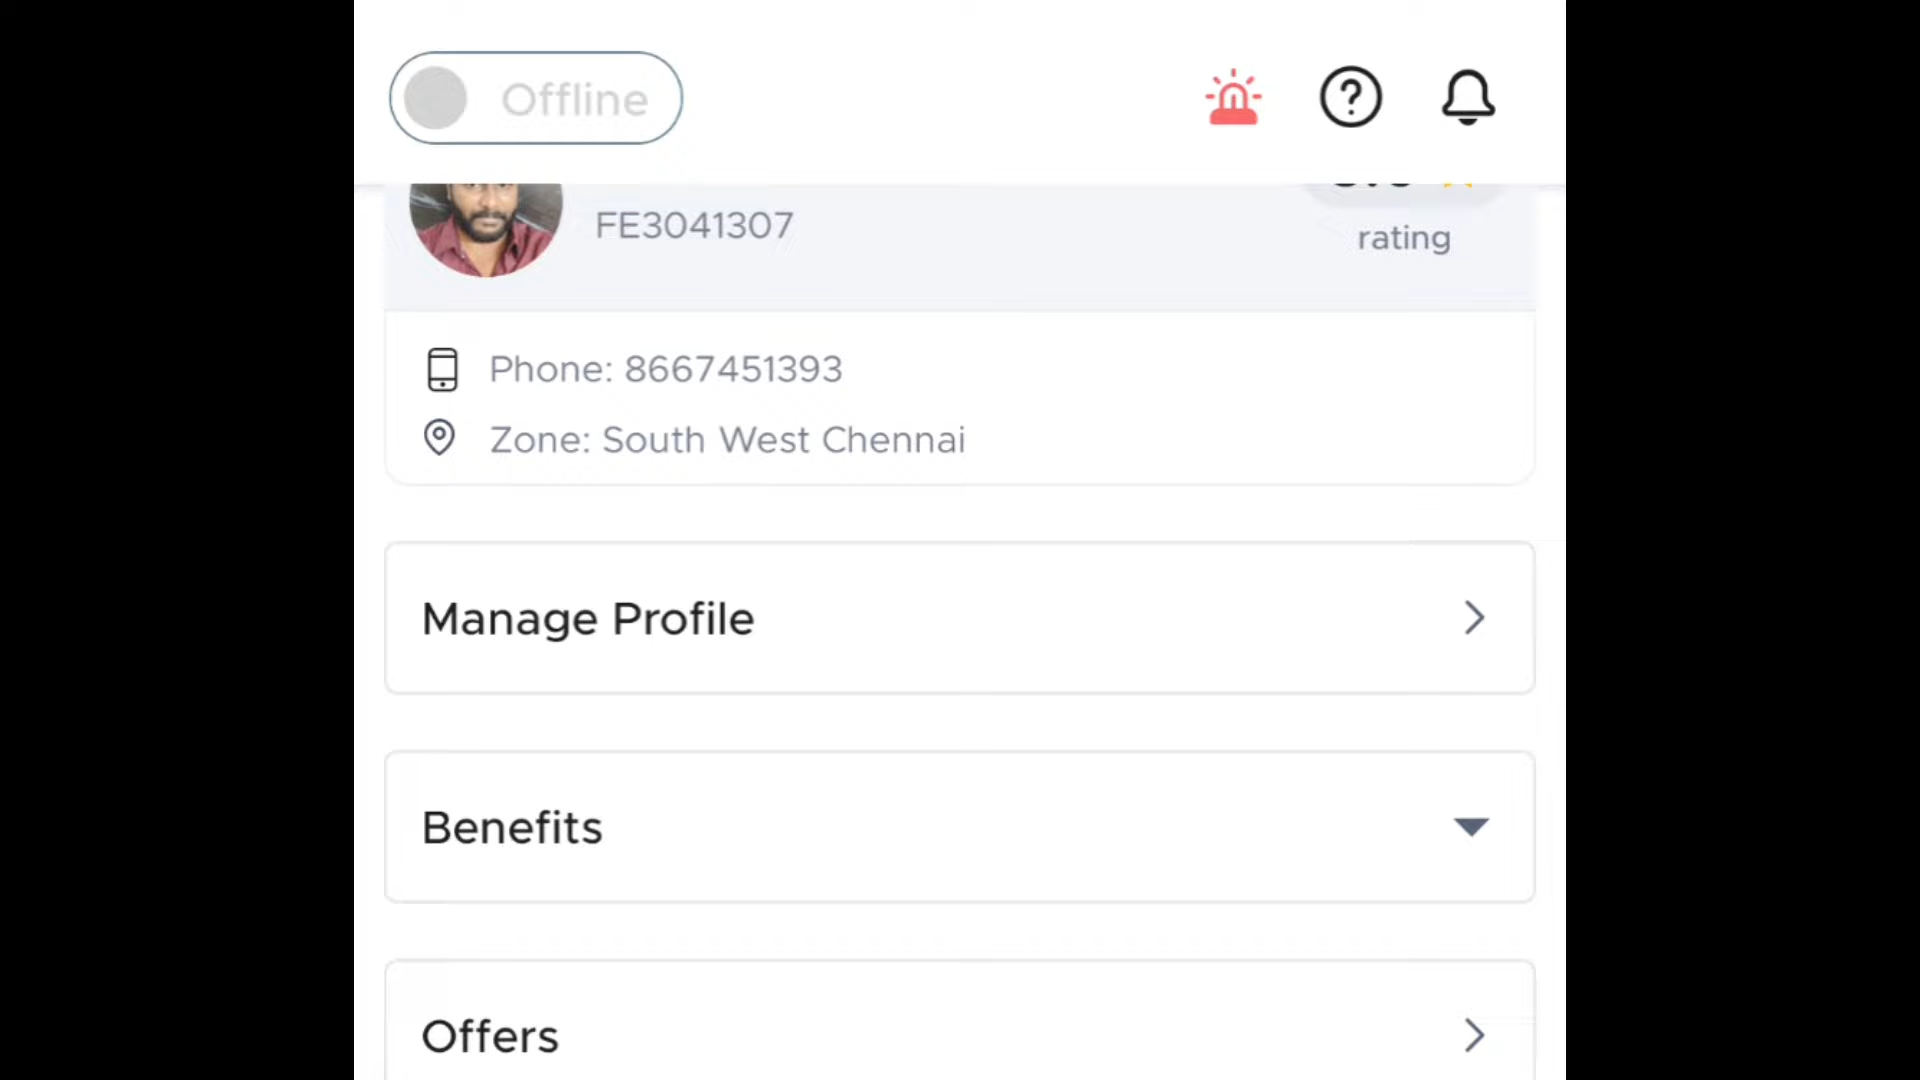 Offline
FE3041307
rating
Phone: 8667451393
Zone: South West Chennai
Manage Profile
Benefits
Offers